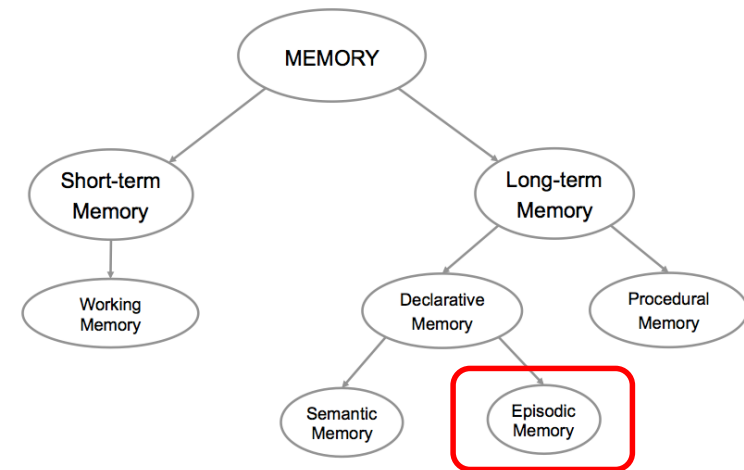 MEMORY
Short-term
Memory
Long-term
Memory
Working
Memory
Declarative
Memory
Procedural
Memory
Semantic
Memory
Episodic
Memory